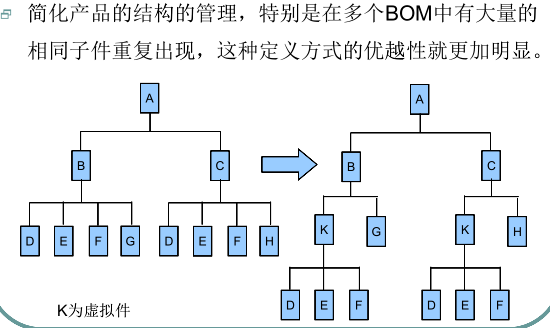 简化产品的结构的管理，特别是在多个BOM中有大量的
相同子件重复出现，这种定义方式的优越性就更加明显。
A
B C
D E F G D E F H
A
B C
K G K H
D E F D E F
K为虚拟件